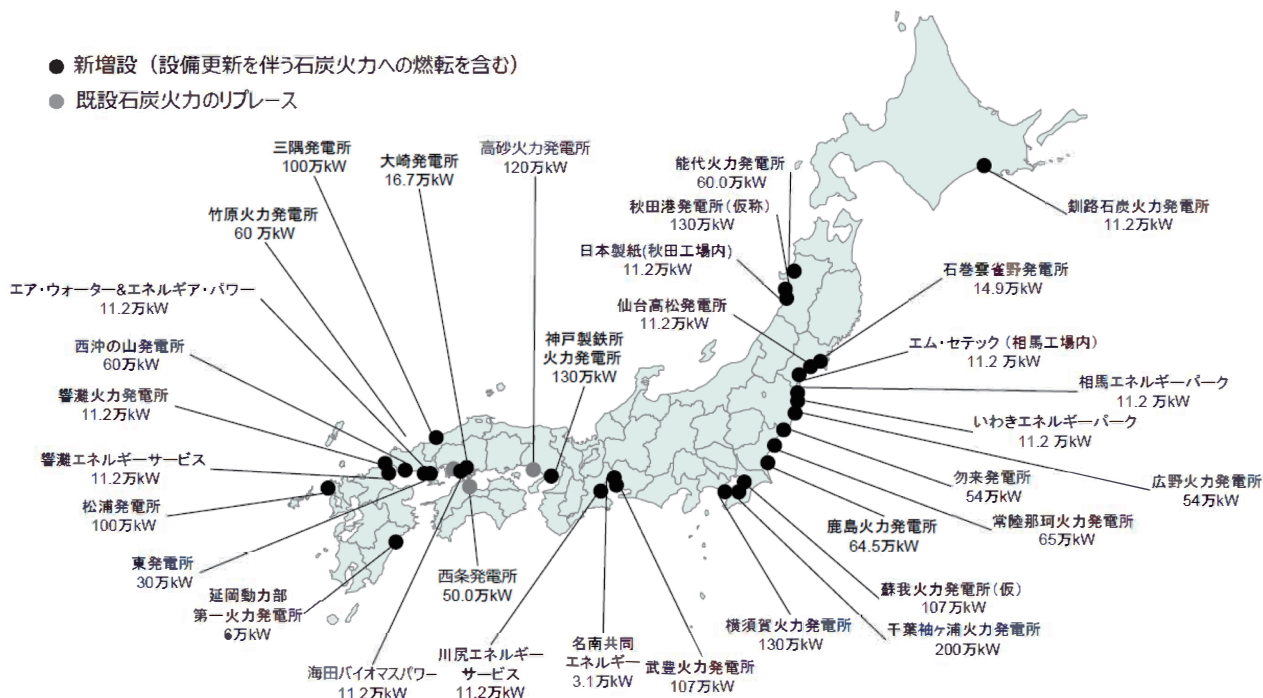 ● 新増設（設備更新を伴う石炭火力への燃転を含む）
● 既設石炭火力のリプレース
三隅発電所
100万kW
大崎発電所
16.7万kW
高砂火力発電所
120万kW
竹原火力発電所
60 万kW
エア・ウォーター&エネルギア・パワー
11.2万kW
西沖の山発電所
60万kW
響灘火力発電所
11.2万kW
響灘エネルギーサービス
11.2万kW
松浦発電所
100万kW
東発電所
30万kW
延岡動力部
第一火力発電所
6万kW
海田バイオマスパワー
11.2万kW
西条発電所
50.0万kW
川尻エネルギー
サービス
11.2万kW
名南共同
エネルギー
3.1万kW
武豊火力発電所
107万kW
神戸製鉄所
火力発電所
130万kW
能代火力発電所
60.0万kW
秋田港発電所(仮称)
130万kW
日本製紙(秋田工場内)
11.2万kW
仙台高松発電所
11.2万kW
釧路石炭火力発電所
11.2万kW
石巻雲雀野発電所
14.9万kW
エム・セテック (相馬工場内)
11.2 万kW
相馬エネルギーパーク
11.2 万kW
いわきエネルギーパーク
11.2 万kW
広野火力発電所
54万kW
勿来発電所
54万kW
常陸那珂火力発電所
65万kW
鹿島火力発電所
64.5万kW
蘇我火力発電所(仮)
107万kW
千葉袖ヶ浦火力発電所
200万kW
横須賀火力発電所
130万kW